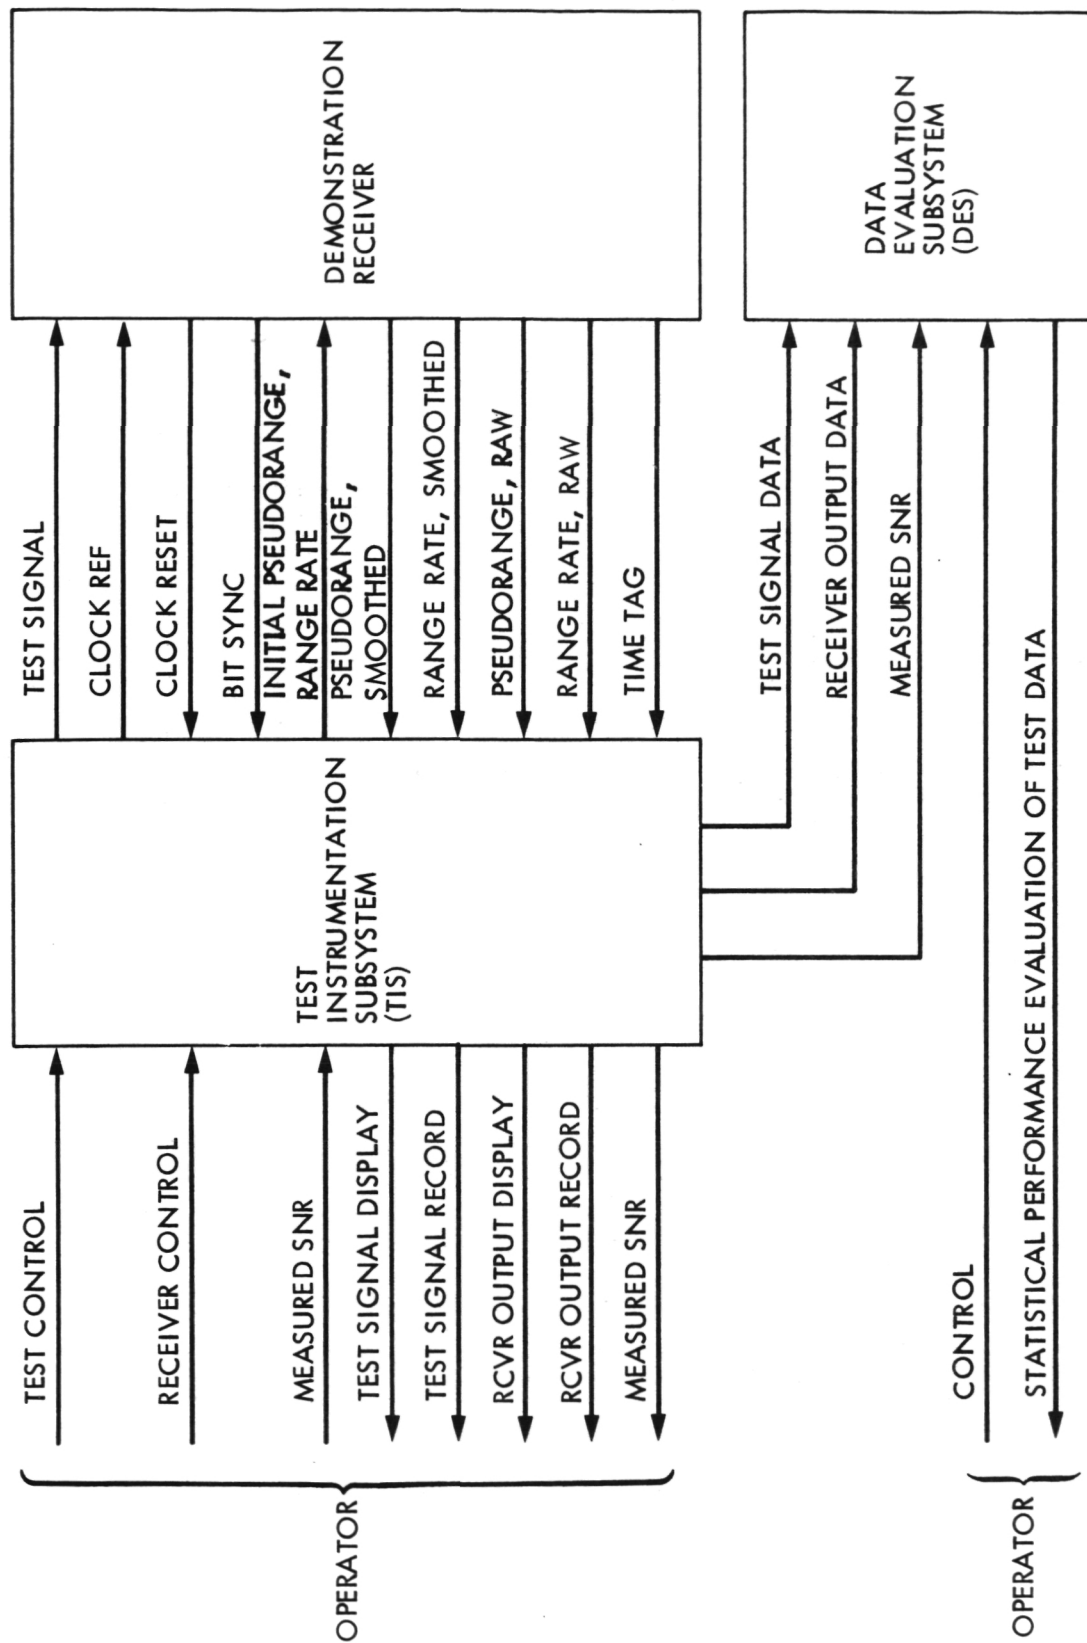 OPERATOR
TEST CONTROL
RECEIVER CONTROL
MEASURED SNR
TEST SIGNAL DISPLAY
TEST SIGNAL RECORD
RCVR OUTPUT DISPLAY
RCVR OUTPUT RECORD
MEASURED SNR
TEST
INSTRUMENTATION
SUBSYSTEM
(TIS)
TEST SIGNAL
CLOCK REF
CLOCK RESET
BIT SYNC
INITIAL PSEUDORANGE,
RANGE RATE
PSEUDORANGE,
SMOOTHED
RANGE RATE, SMOOTHED
PSEUDORANGE, RAW
RANGE RATE, RAW
TIME TAG
DEMONSTRATION
RECEIVER
TEST SIGNAL DATA
RECEIVER OUTPUT DATA
MEASURED SNR
OPERATOR
CONTROL
STATISTICAL PERFORMANCE EVALUATION OF TEST DATA
DATA
EVALUATION
SUBSYSTEM
(DES)